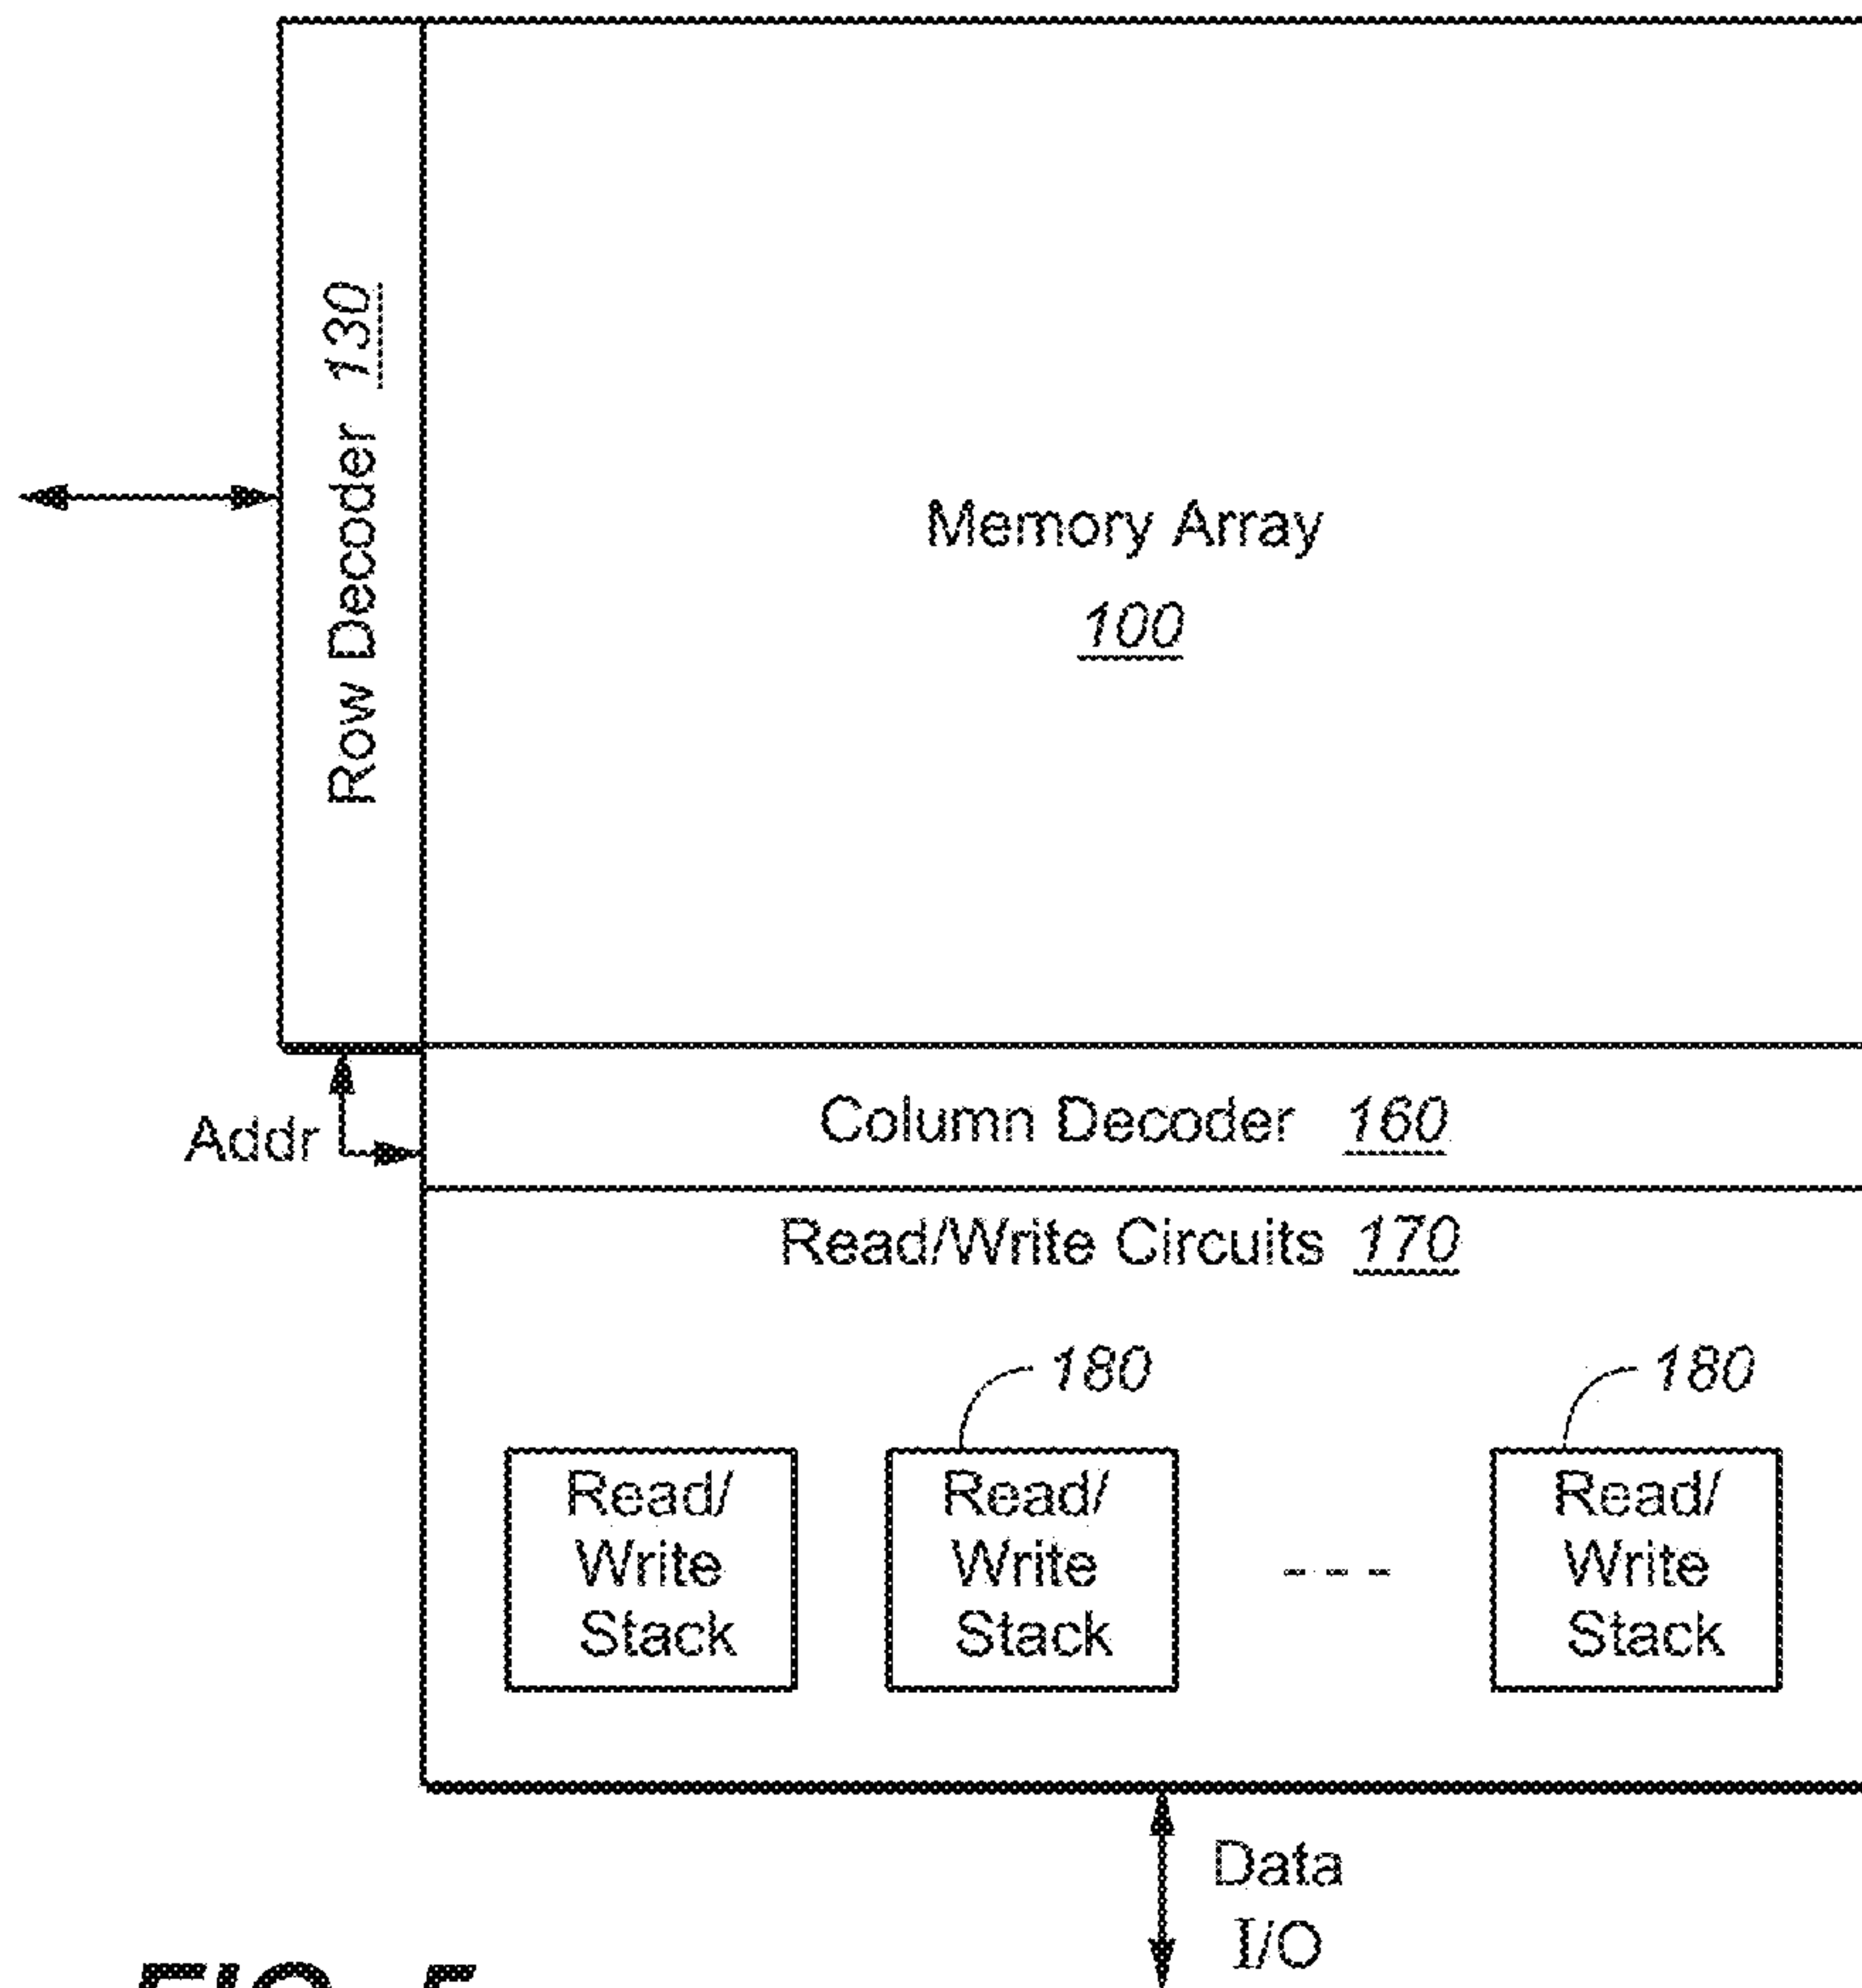 Row Decoder 130
Memory Array
100
Addr
Column Decoder 160
Read/Write Circuits 170
180
180
Read/
Write
Stack
Read/
Write
Stack
- - -
Read/
Write
Stack
Data
I/O